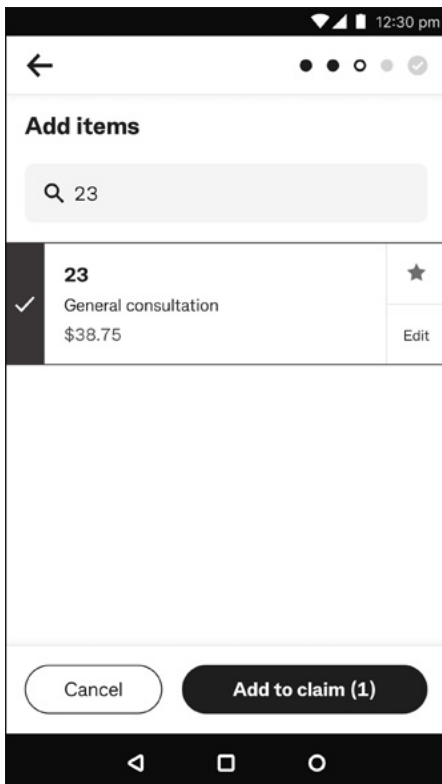 12:30 pm
Add items
23
23
General consultation
$38.75
Edit
Cancel
Add to claim (1)